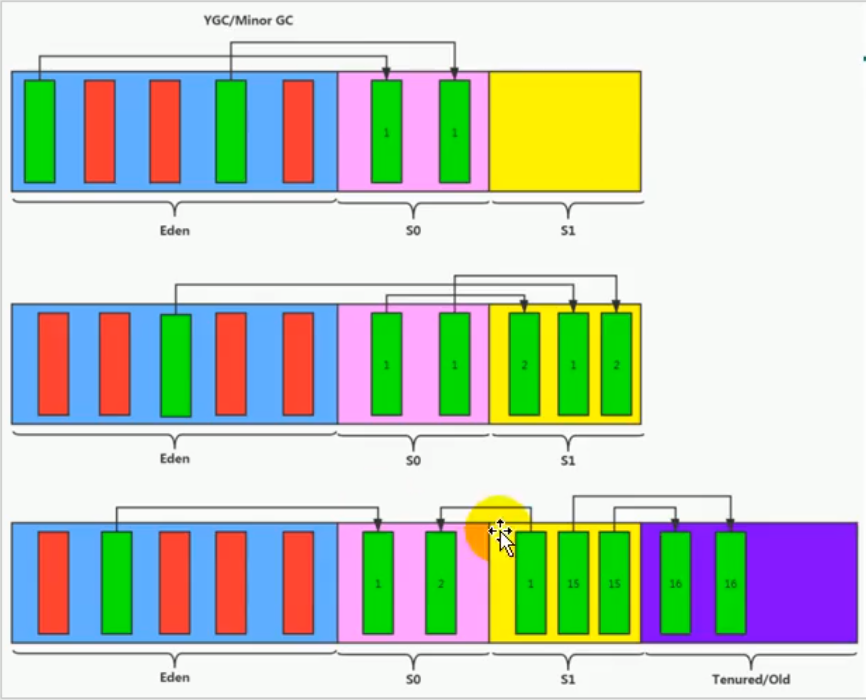 YGC/Minor GC
1 1
Eden S0 S1
1 1 2 1 2
Eden S0 S1
1 2 1 15 15 16 16
Eden S0 S1 Tenured/Old